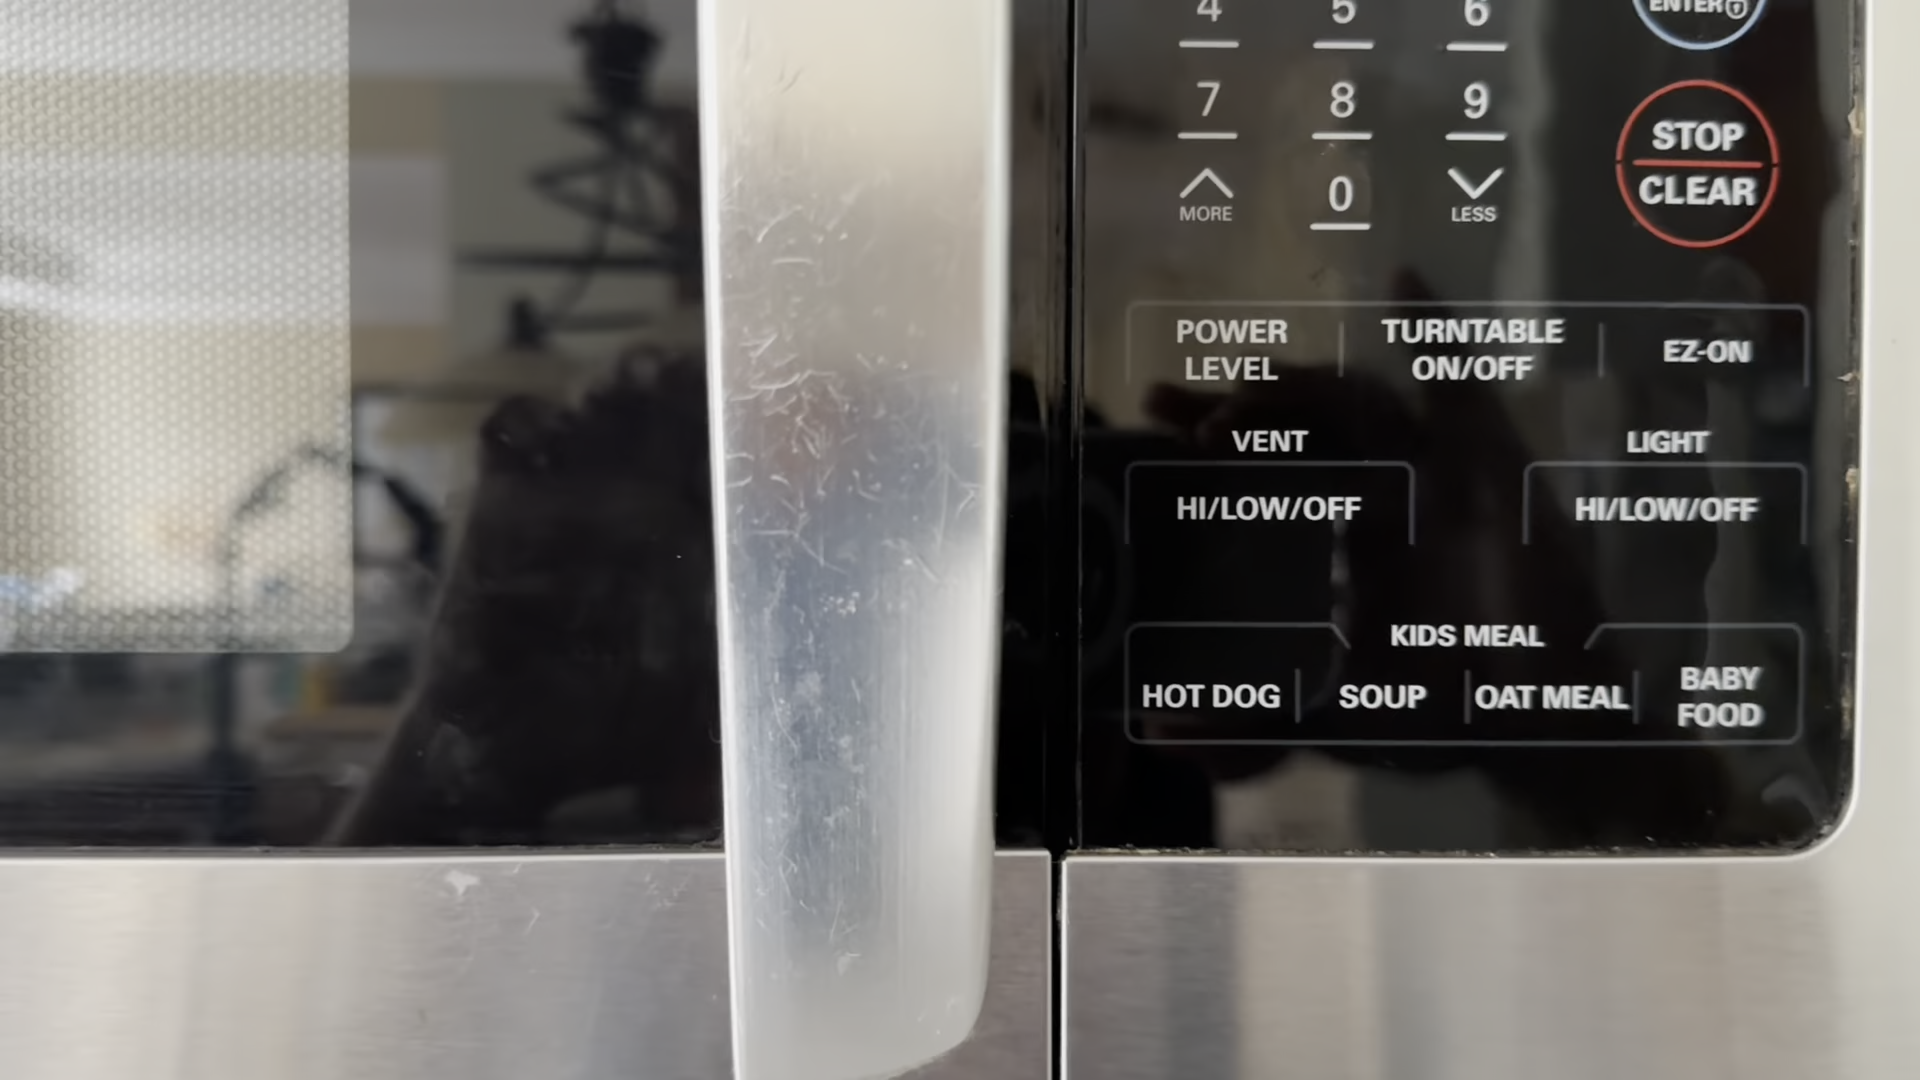 4 5 6
ENTER
7 8 9
STOP
CLEAR
0
MORE
LESS
POWER
LEVEL
TURNTABLE
ON/OFF
EZ-ON
VENT
LIGHT
HI/LOW/OFF
HI/LOW/OFF
KIDS MEAL
HOT DOG
SOUP
OAT MEAL
BABY
FOOD